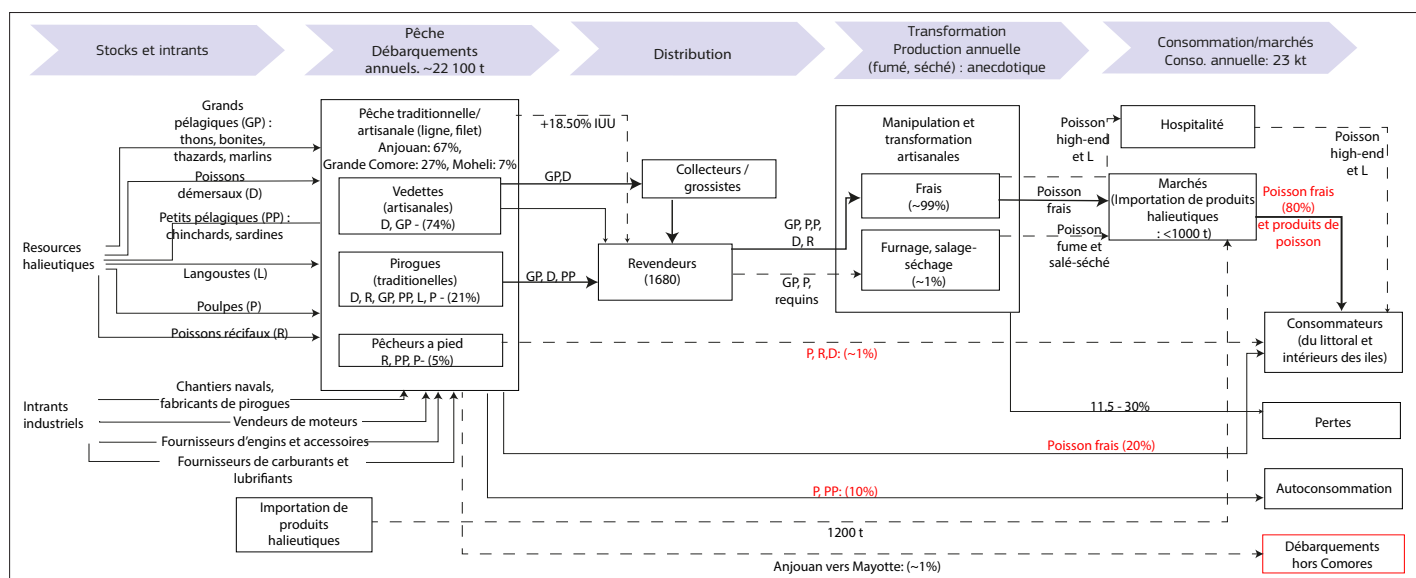 Stocks et intrants
Pêche
Débarquements
annuels. ~22 100 t
Distribution
Transformation
Production annuelle
(fumé, séché) : anecdotique
Consommation/marchés
Conso. annuelle: 23 kt
Resources
halieutiques
Grands
pélagiques (GP) :
thons, bonites,
thazards, marlins
Poissons
démersaux (D)
Petits pélagiques (PP) :
chinchards, sardines
Langoustes (L)
Poulpes (P)
Poissons récifaux (R)
Intrants
industriels
Chantiers navals,
fabricants de pirogues
Vendeurs de moteurs
Fournisseurs d'engins et accessoires
Fournisseurs de carburants et
lubrifiants
Importation de
produits
halieutiques
Pêche traditionnelle/
artisanale (ligne, filet)
Anjouan: 67%,
Grande Comore: 27%, Moheli: 7%
Vedettes
(artisanales)
D, GP - (74%)
Pirogues
(traditionelles)
D, R, GP, PP, L, P - (21%)
Pêcheurs a pied
R, PP, P- (5%)
+18.50% IUU
GP,D
GP, D, PP
Collecteurs /
grossistes
Revendeurs
(1680)
GP, P,P,
D, R
GP, P,
requins
Manipulation et
transformation
artisanales
Frais
(~99%)
Furnage, salage-
séchage
(~1%)
Poisson
high-end
et L
Poisson
frais
Poisson
fume et
salé-séché
Hospitalité
Marchés
(Importation de produits
halieutiques
: <1000 t)
Poisson
high-end
et L
Poisson frais
(80%)
et produits de
poisson
Consommateurs
(du littoral et
intérieurs des iles)
P, R,D: (~1%)
11.5 - 30%
Pertes
Poisson frais (20%)
P, PP: (10%)
Autoconsommation
1200 t
Anjouan vers Mayotte: (~1%)
Débarquements
hors Comores